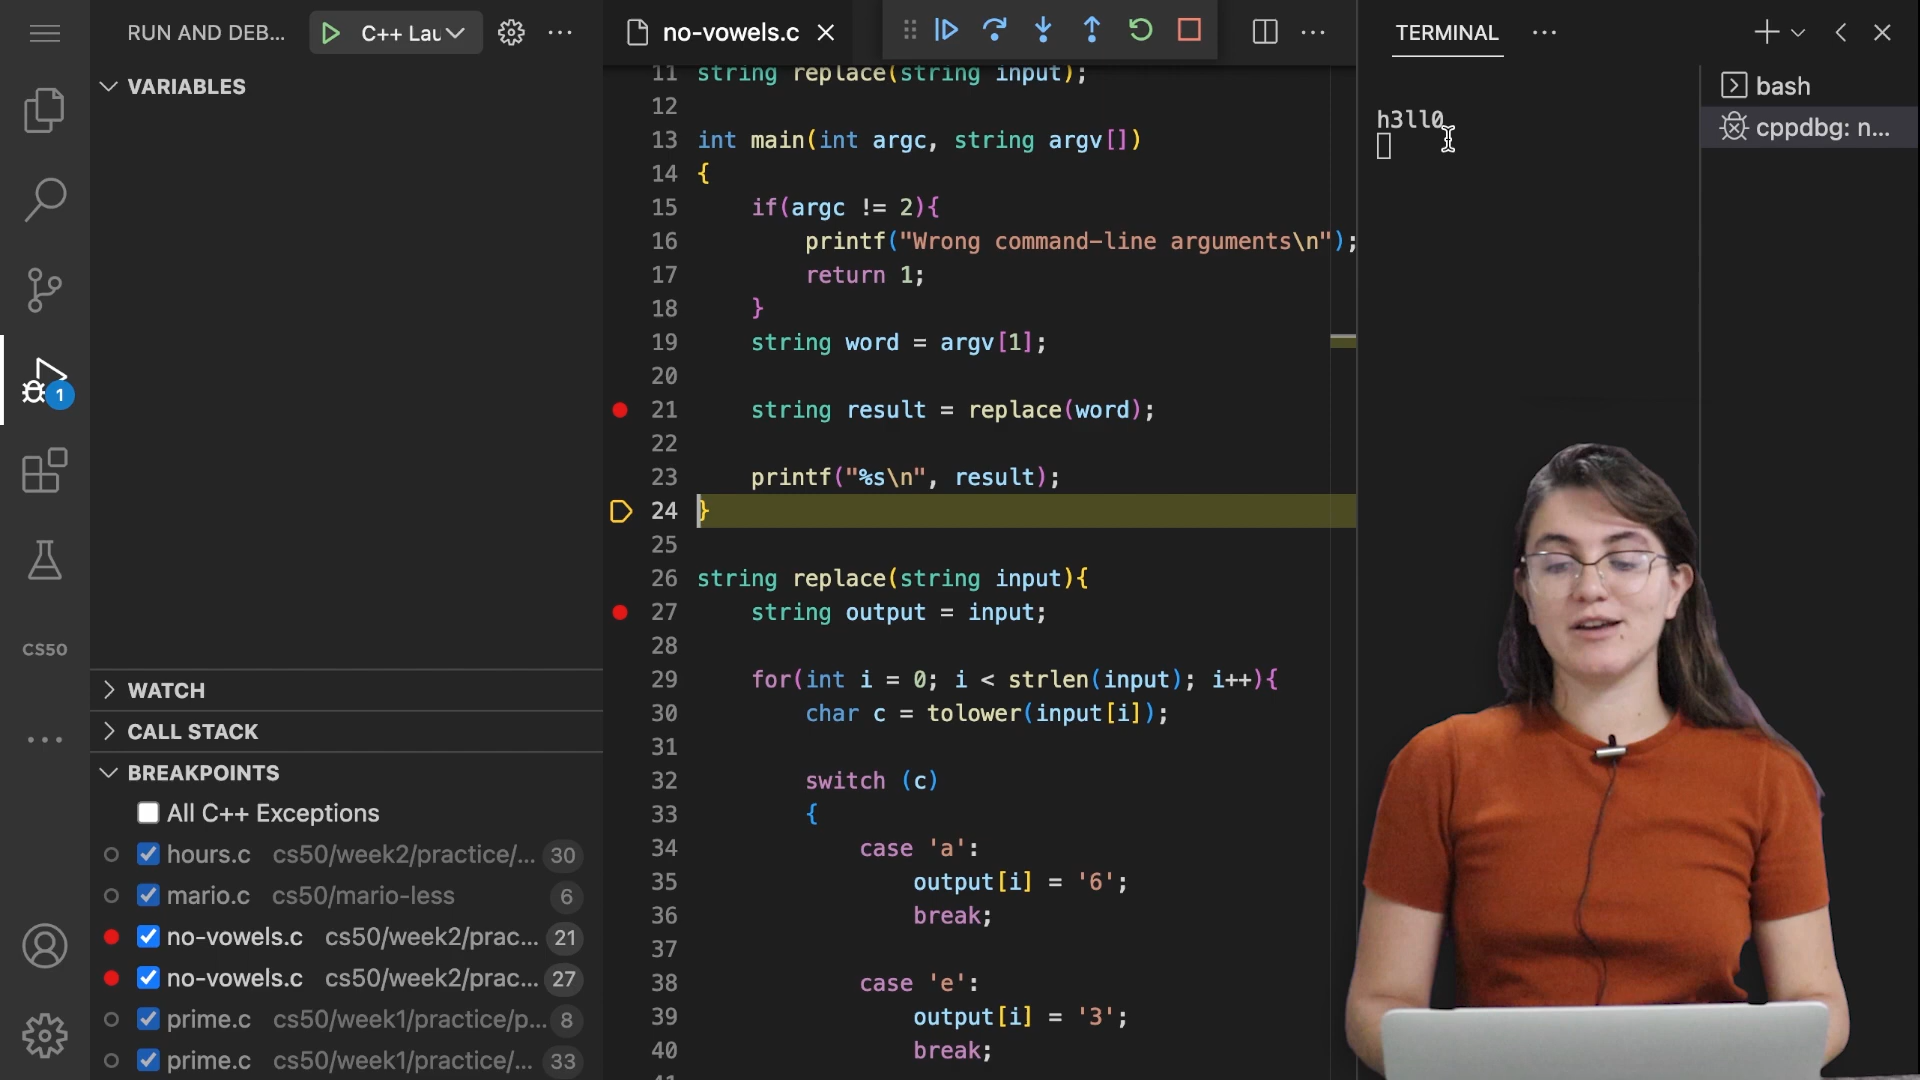 RUN AND DEB...
C++ Lau
VARIABLES
CS50
1
WATCH
CALL STACK
BREAKPOINTS
All C++ Exceptions
hours.c cs50/week2/practice/... 30
mario.c cs50/mario-less 6
no-vowels.c cs50/week2/prac... 21
no-vowels.c cs50/week2/prac... 27
prime.c cs50/week1/practice/p... 8
prime.c cs50/week1/practice/... 33
no-vowels.c
11 string replace(string input);
12
13 int main(int argc, string argv[])
14 {
15 if(argc != 2){
16 printf("Wrong command-line arguments\n");
17 return 1;
18 }
19 string word = argv[1];
20
21 string result = replace(word);
22
23 printf("%s\n", result);
24 }
25
26 string replace(string input){
27 string output = input;
28
29 for(int i = 0; i < strlen(input); i++){
30 char c = tolower(input[i]);
31
32 switch (c)
33 {
34 case 'a':
35 output[i] = '6';
36 break;
37
38 case 'e':
39 output[i] = '3';
40 break;
TERMINAL
h3ll0
bash
cppdbg: n...